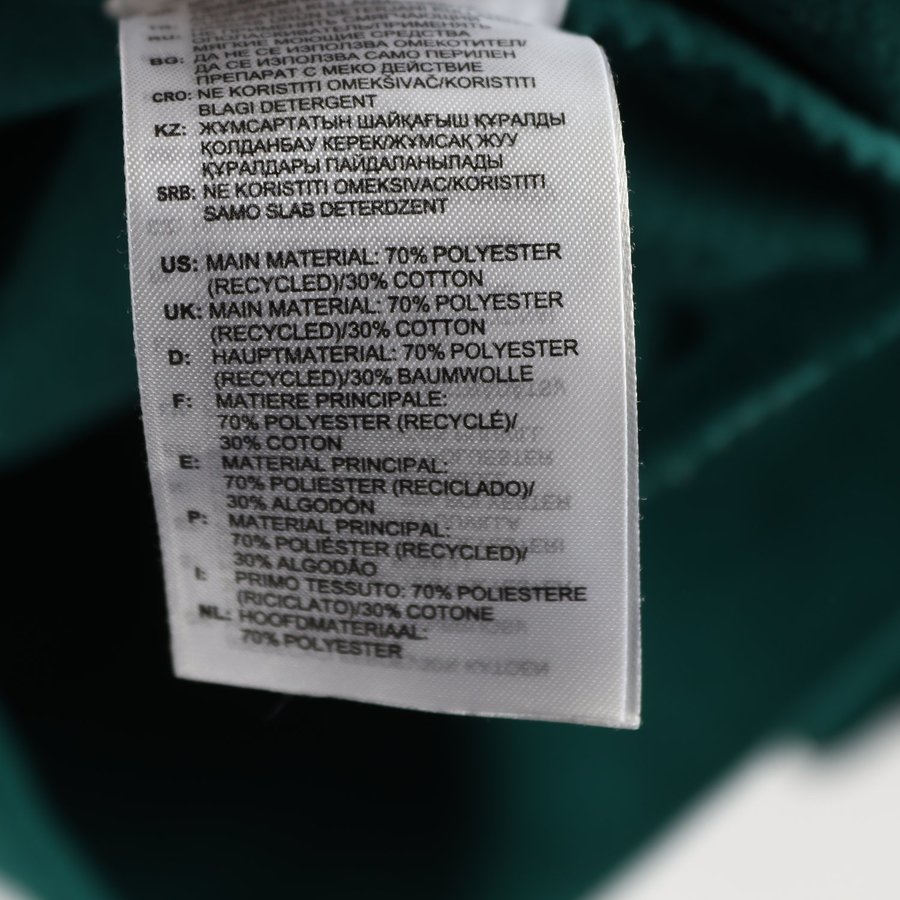 МЯГКИЕ МОЮЩИЕ СРЕДСТВА
BG: ДА НЕ СЕ ИЗПОЛЗВА ОМЕКОТИТЕЛ/
ДА СЕ ИЗПОЛЗВА САМО ПЕРИЛЕН
ПРЕПАРАТ С МЕКО ДЕЙСТВИЕ
CRO: NE KORISTITI OMEKŠIVAČ/KORISTITI
BLAGI DETERGENT
KZ: ЖҰМСАРТАТЫН ШАЙҚАҒЫШ ҚҰРАЛДЫ
ҚОЛДАНБАУ КЕРЕК/ЖҰМСАҚ ЖУУ
ҚҰРАЛДАРЫ ПАЙДАЛАНЫЛАДЫ
SRB: NE KORISTITI OMEKSIVAC/KORISTITI
SAMO SLAB DETERDZENT
US: MAIN MATERIAL: 70% POLYESTER
(RECYCLED)/30% COTTON
UK: MAIN MATERIAL: 70% POLYESTER
(RECYCLED)/30% COTTON
D: HAUPTMATERIAL: 70% POLYESTER
(RECYCLED)/30% BAUMWOLLE
F: MATIERE PRINCIPALE:
70% POLYESTER (RECYCLÉ)/
30% COTON
E: MATERIAL PRINCIPAL:
70% POLIESTER (RECICLADO)/
30% ALGODÓN
P: MATERIAL PRINCIPAL:
70% POLIÉSTER (RECYCLED)/
30% ALGODÃO
I: PRIMO TESSUTO: 70% POLIESTERE
(RICICLATO)/30% COTONE
NL: HOOFDMATERIAAL:
70% POLYESTER